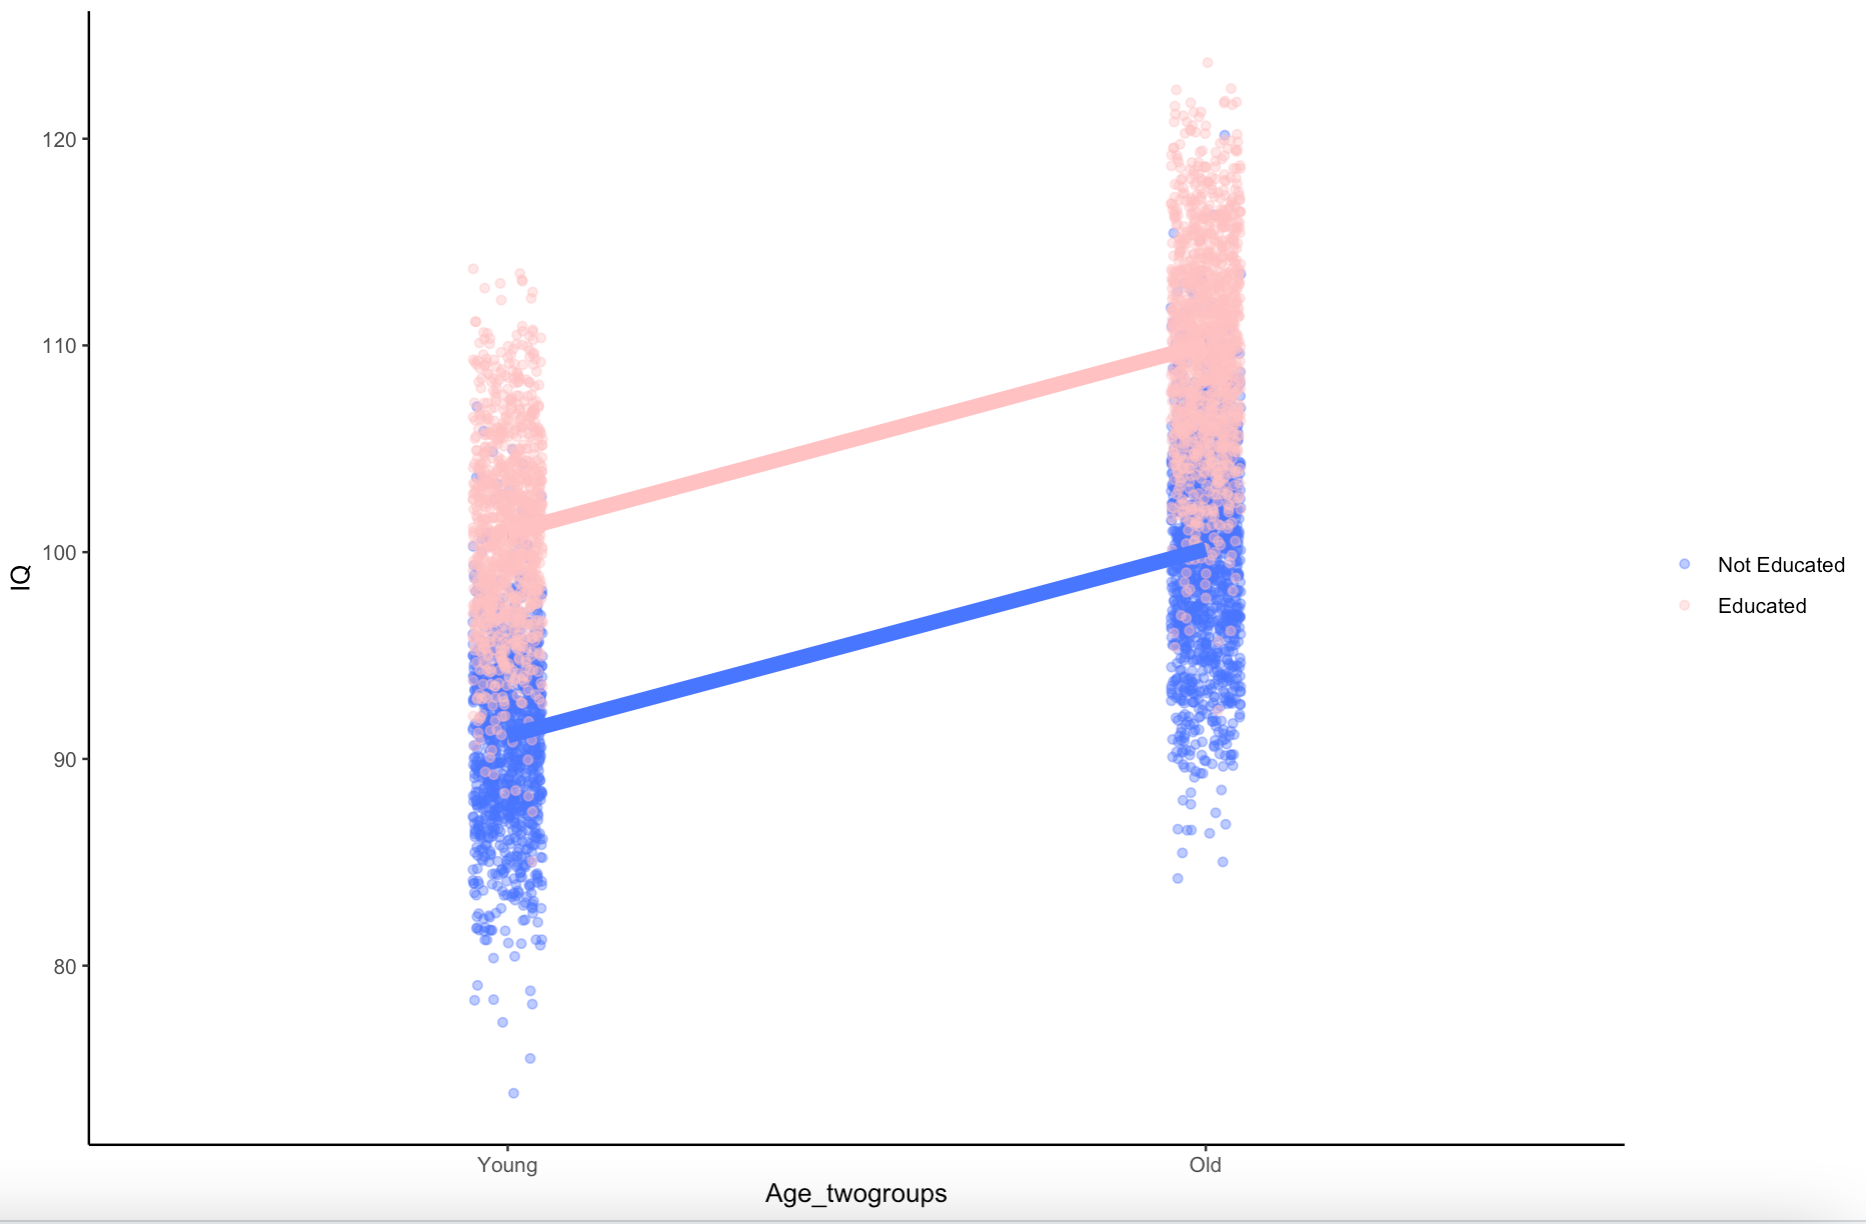 120
110
100
90
80
IQ
Young
Old
Age_twogroups
Not Educated
Educated